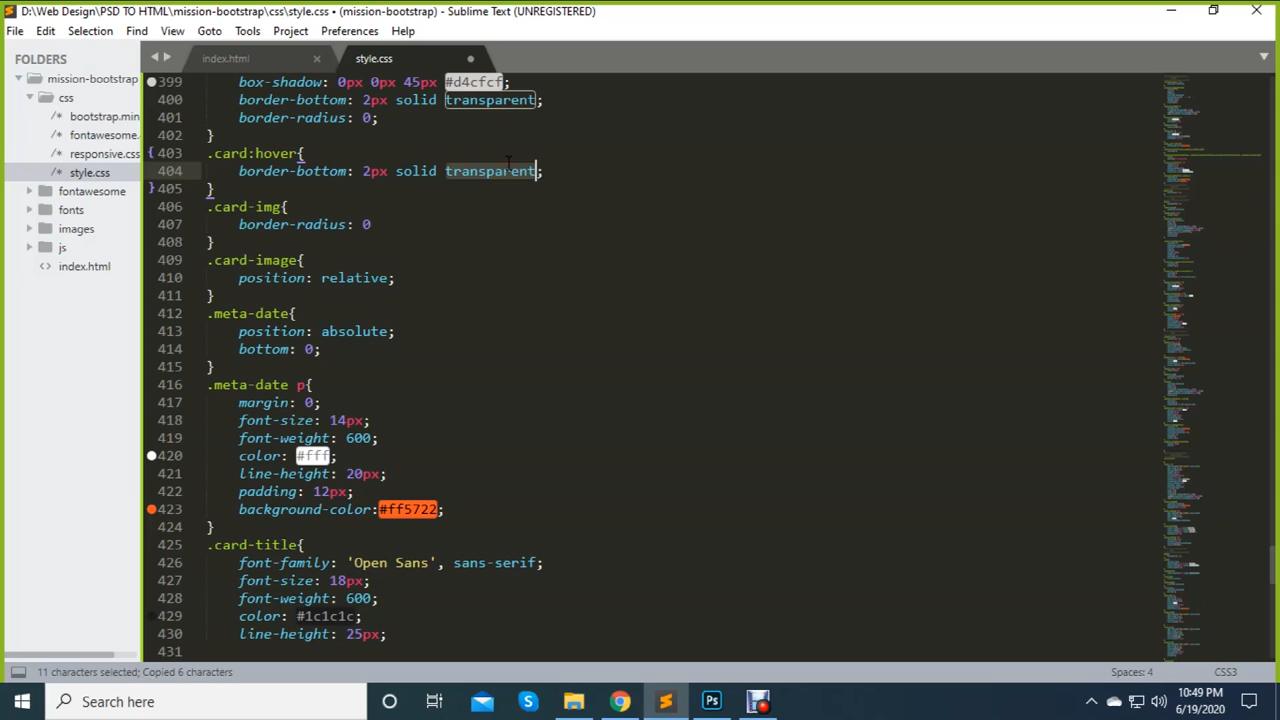 D:\Web Design\PSD TO HTML\mission-bootstrap\css\style.css • (mission-bootstrap) - Sublime Text (UNREGISTERED)
File Edit Selection Find View Goto Tools Project Preferences Help
FOLDERS
mission-bootstrap
css
/* bootstrap.min
/* fontawesome.
/* responsive.css
/* style.css
fontawesome
fonts
images
js
<> index.html
index.html ×
style.css
399 box-shadow: 0px 0px 45px #d4cfcf;
400 border-bottom: 2px solid transparent;
401 border-radius: 0;
402 }
403 .card:hover{
404 border-bottom: 2px solid transparent;
405 }
406 .card-img{
407 border-radius: 0
408 }
409 .card-image{
410 position: relative;
411 }
412 .meta-date{
413 position: absolute;
414 bottom: 0;
415 }
416 .meta-date p{
417 margin: 0;
418 font-size: 14px;
419 font-weight: 600;
420 color: #fff;
421 line-height: 20px;
422 padding: 12px;
423 background-color:#ff5722;
424 }
425 .card-title{
426 font-family: 'Open Sans', sans-serif;
427 font-size: 18px;
428 font-weight: 600;
429 color: #1c1c1c;
430 line-height: 25px;
431
11 characters selected; Copied 6 characters
Spaces: 4 CSS3
Type here to search
10:49 PM
6/19/2020